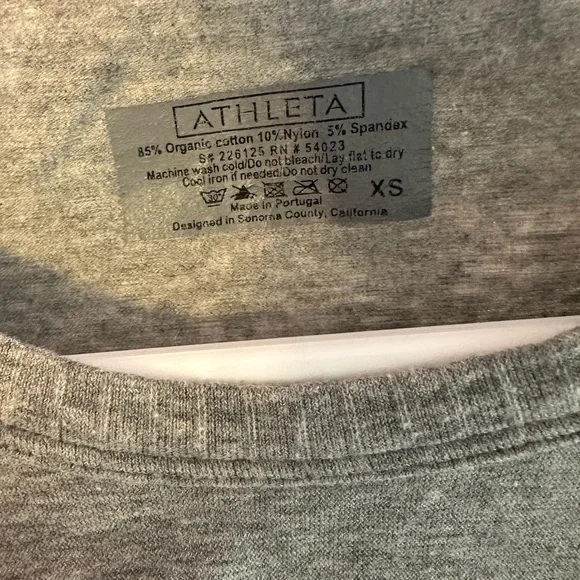 ATHLETA
85% Organic cotton 10% Nylon 5% Spandex
S# 226125 RN # 54023
Machine wash cold/Do not bleach/Lay flat to dry
Cool iron if needed/Do not dry clean
30° XS
Made in Portugal
Designed in Sonoma County, California